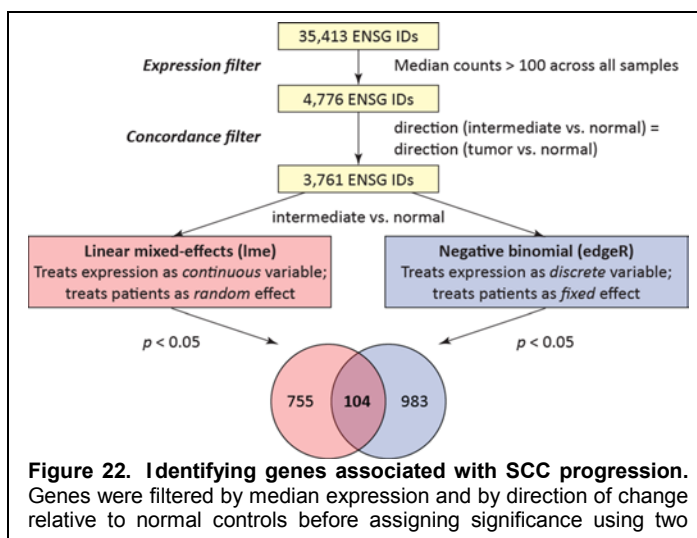 35,413 ENSG IDs
Expression filter
Median counts > 100 across all samples
4,776 ENSG IDs
Concordance filter
direction (intermediate vs. normal) =
direction (tumor vs. normal)
3,761 ENSG IDs
intermediate vs. normal
Linear mixed-effects (lme)
Treats expression as continuous variable;
treats patients as random effect
Negative binomial (edgeR)
Treats expression as discrete variable;
treats patients as fixed effect
p < 0.05
p < 0.05
755
104
983
Figure 22. Identifying genes associated with SCC progression.
Genes were filtered by median expression and by direction of change
relative to normal controls before assigning significance using two